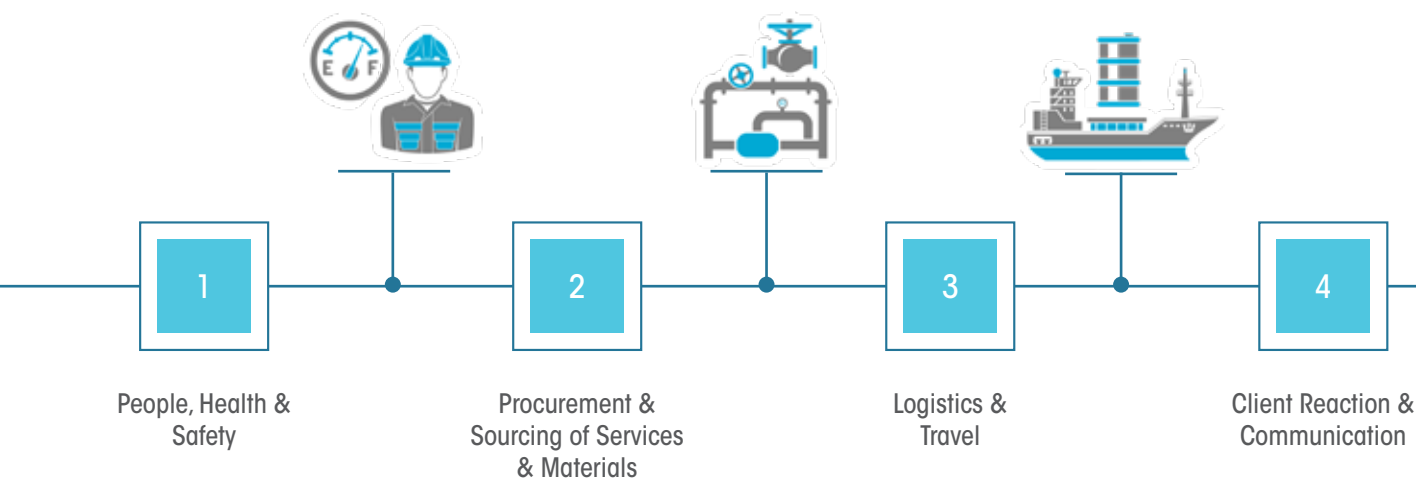 E F
1
2
3
4
People, Health &
Safety
Procurement &
Sourcing of Services
& Materials
Logistics &
Travel
Client Reaction &
Communication